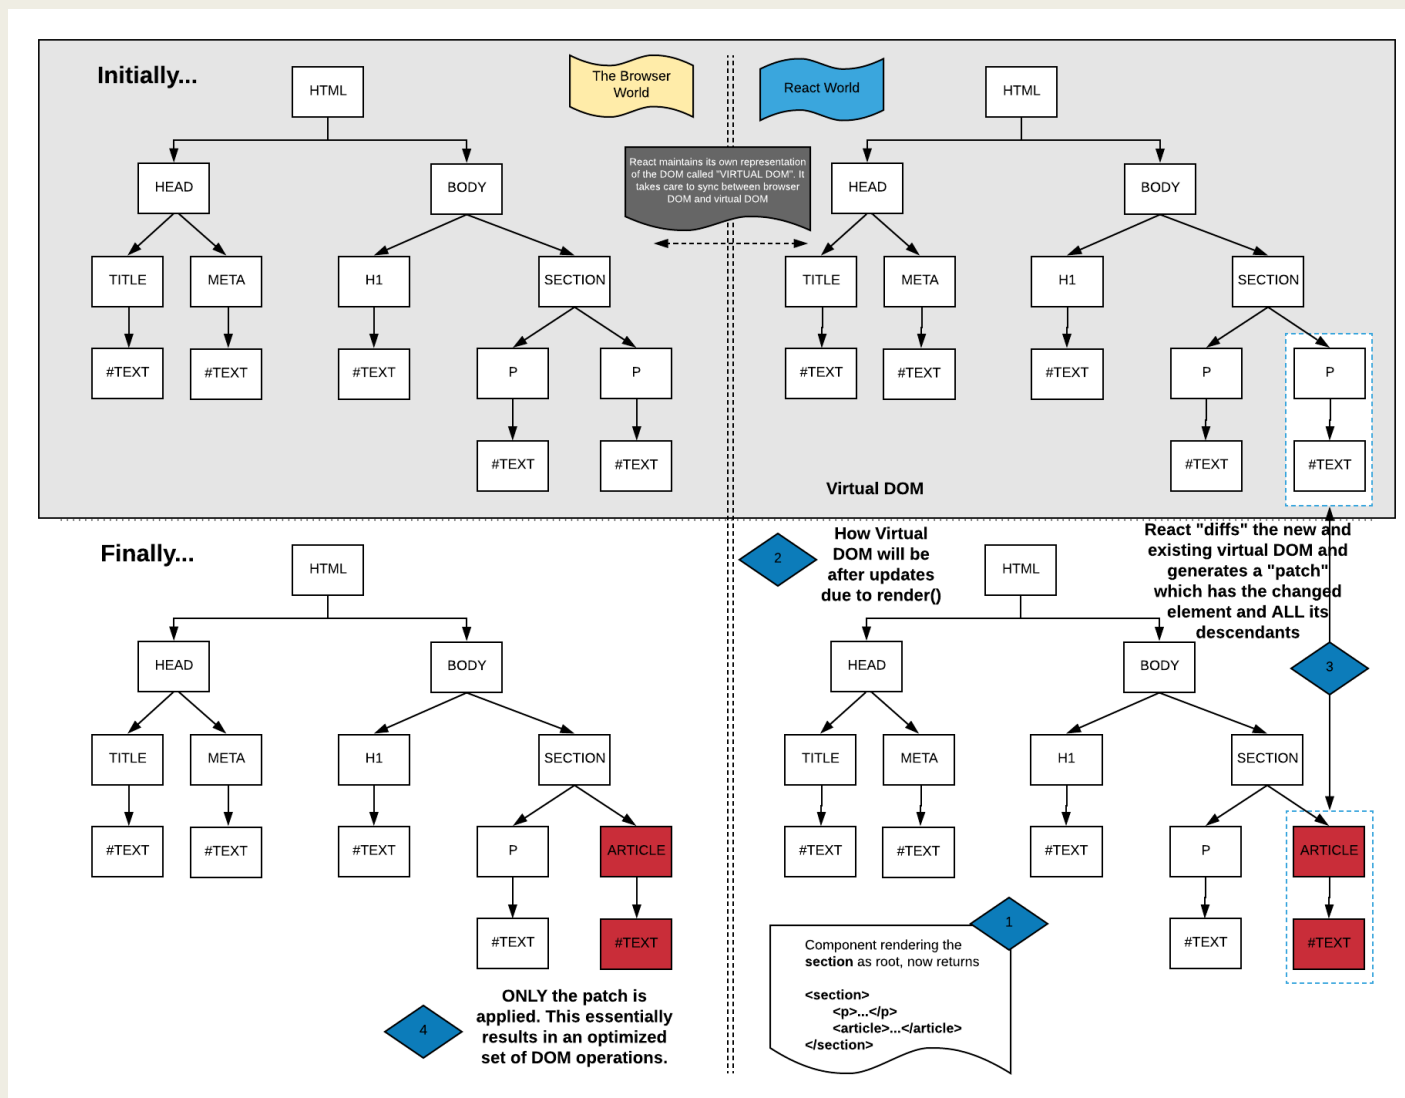 Initially...
The Browser
World
React World
HTML
HTML
React maintains its own representation
of the DOM called "VIRTUAL DOM". It
takes care to sync between browser
DOM and virtual DOM
HEAD
BODY
HEAD
BODY
TITLE
META
H1
SECTION
TITLE
META
H1
SECTION
#TEXT
#TEXT
#TEXT
P
P
#TEXT
#TEXT
#TEXT
P
P
#TEXT
#TEXT
#TEXT
#TEXT
Virtual DOM
Finally...
HTML
2
How Virtual
DOM will be
after updates
due to render()
HTML
React "diffs" the new and
existing virtual DOM and
generates a "patch"
which has the changed
element and ALL its
descendants
3
HEAD
BODY
HEAD
BODY
TITLE
META
H1
SECTION
TITLE
META
H1
SECTION
#TEXT
#TEXT
#TEXT
P
ARTICLE
#TEXT
#TEXT
#TEXT
P
ARTICLE
#TEXT
#TEXT
#TEXT
#TEXT
1
Component rendering the
section as root, now returns
<section>
<p>...</p>
<article>...</article>
</section>
4
ONLY the patch is
applied. This essentially
results in an optimized
set of DOM operations.